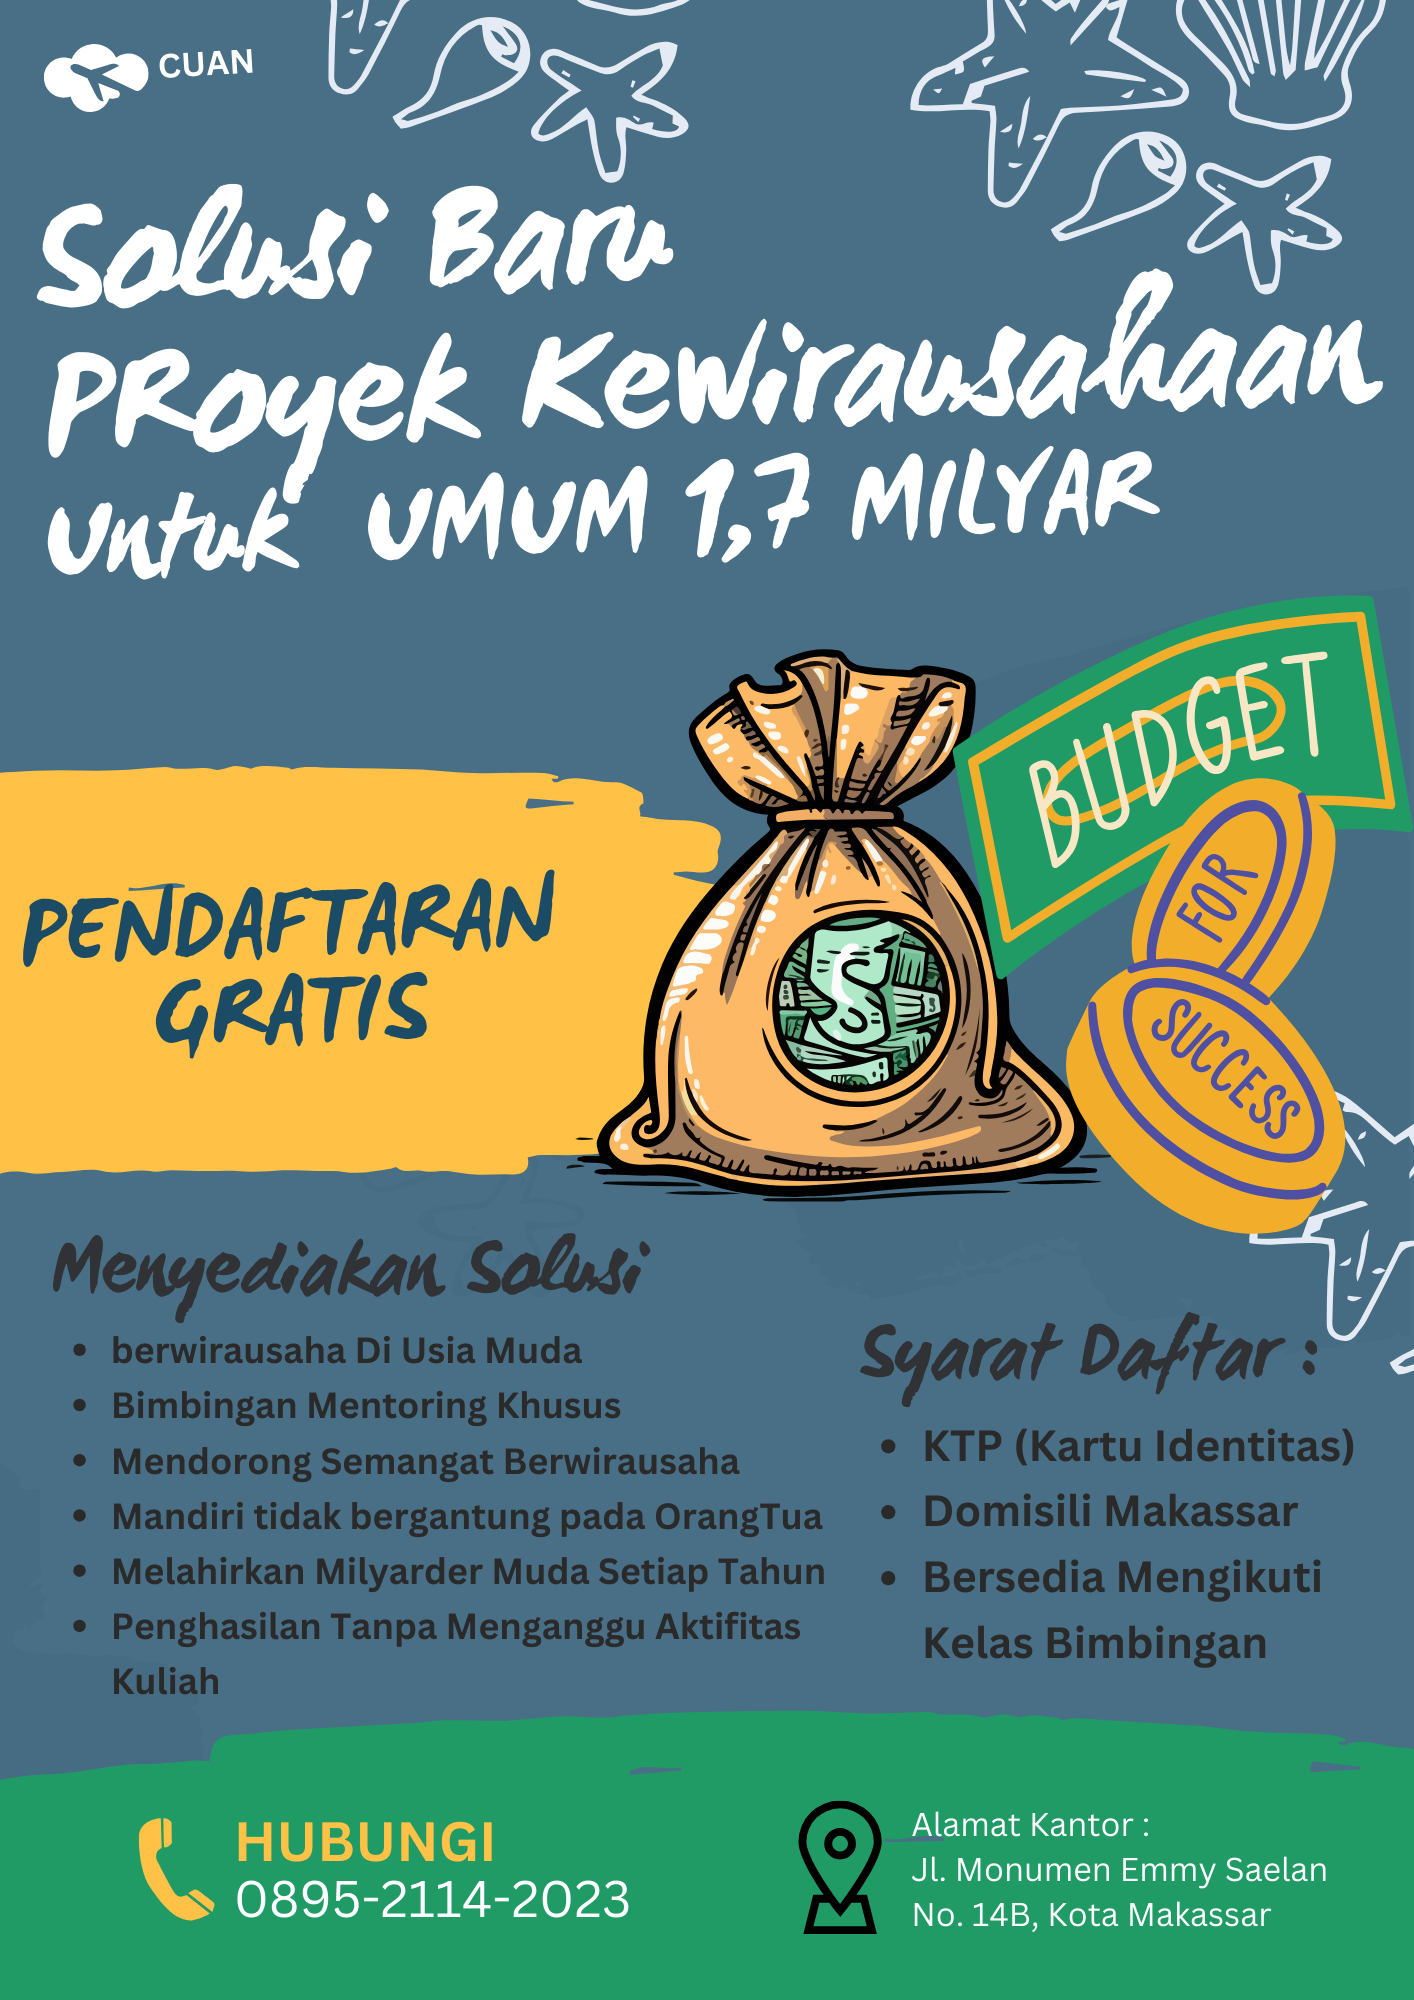 CUAN
Solusi Baru
PRoyek Kewirausahaan
Untuk UMUM 1,7 MILYAR
BUDGET
FOR
SUCCESS
PENDAFTARAN
GRATIS
Menyediakan Solusi
• berwirausaha Di Usia Muda
• Bimbingan Mentoring Khusus
• Mendorong Semangat Berwirausaha
• Mandiri tidak bergantung pada OrangTua
• Melahirkan Milyarder Muda Setiap Tahun
• Penghasilan Tanpa Menganggu Aktifitas
Kuliah
Syarat Daftar :
• KTP (Kartu Identitas)
• Domisili Makassar
• Bersedia Mengikuti
Kelas Bimbingan
HUBUNGI
0895-2114-2023
Alamat Kantor :
Jl. Monumen Emmy Saelan
No. 14B, Kota Makassar